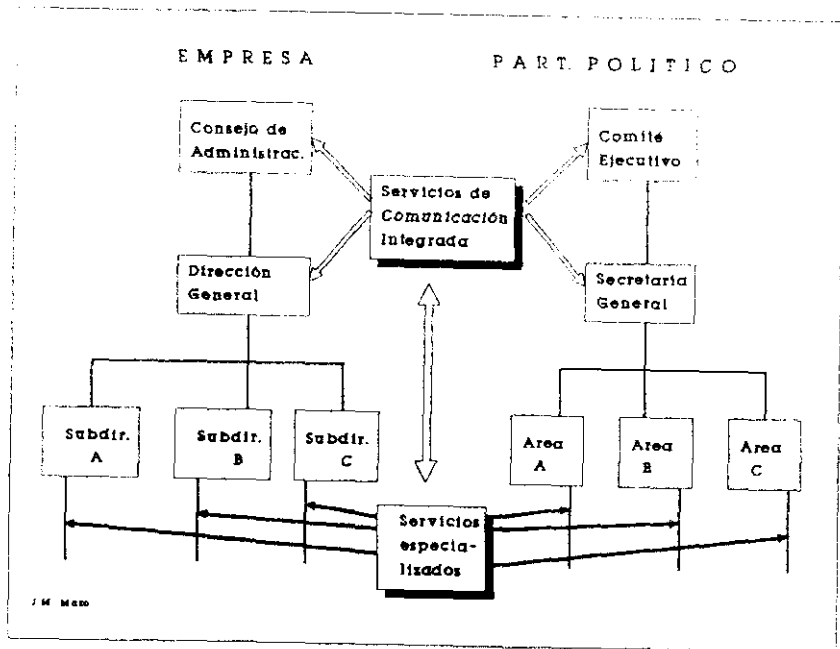 EMPRESA
PART. POLITICO
Consejo de
Administrac.
Comité
Ejecutivo
Servicios de
Comunicación
Integrada
Dirección
General
Secretaría
General
Subdir.
A
Subdir.
B
Subdir.
C
Area
A
Area
B
Area
C
Servicios
especia-
lizados